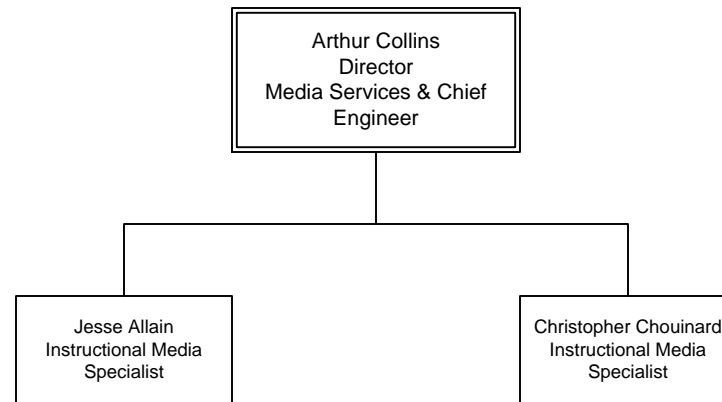 Arthur Collins
Director
Media Services & Chief
Engineer
Jesse Allain
Instructional Media
Specialist
Christopher Chouinard
Instructional Media
Specialist